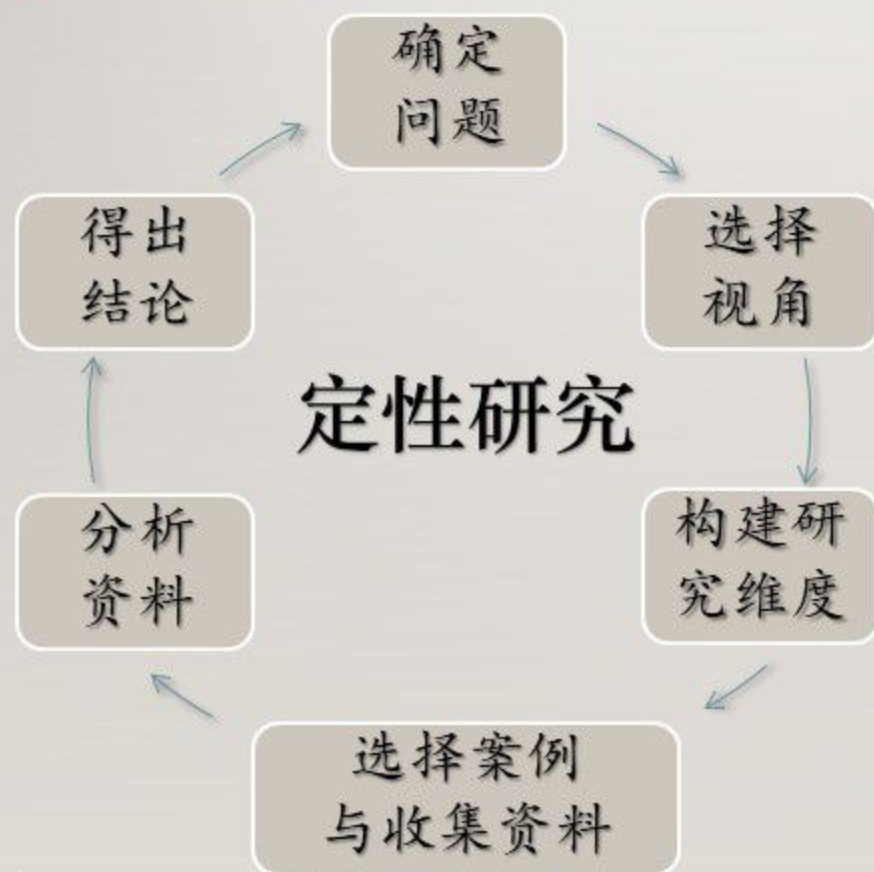 确定
问题
选择
视角
构建研
究维度
选择案例
与收集资料
分析
资料
得出
结论
定性研究